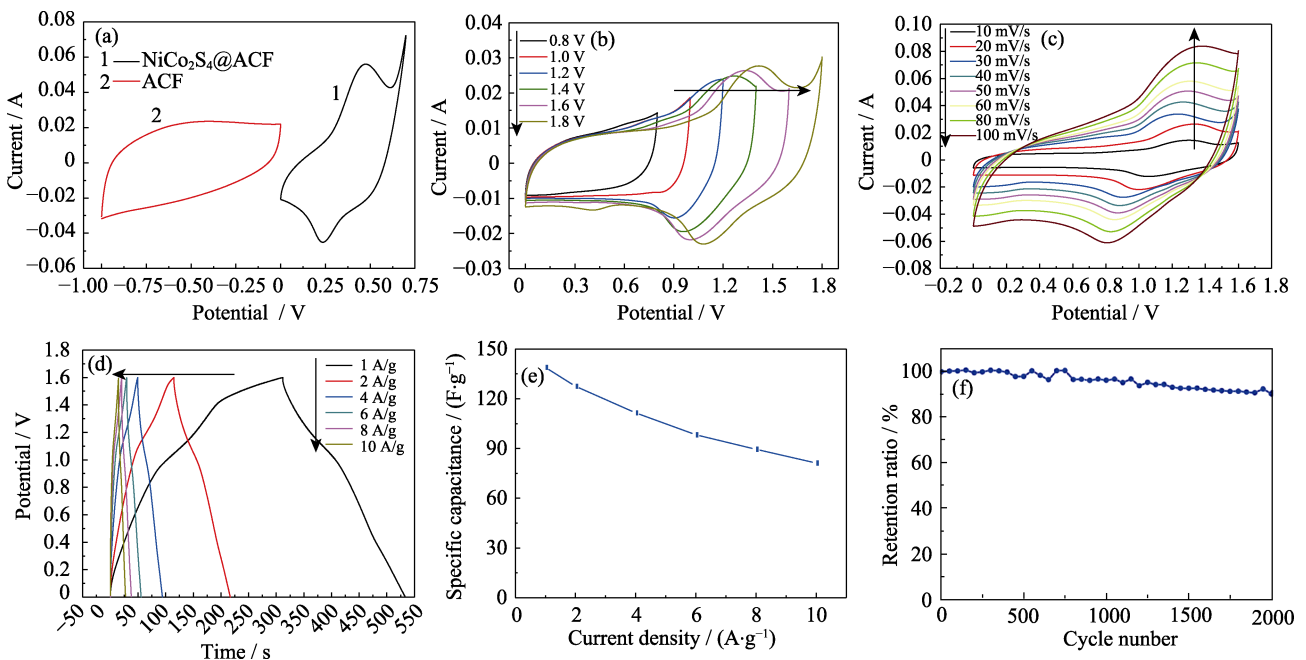 (a)
1 NiCo₂S₄@ACF
2 ACF
2
1
0.08
0.06
0.04
0.02
0
−0.02
−0.04
−0.06
−1.00 −0.75 −0.50 −0.25 0 0.25 0.50 0.75
Current / A
Potential / V
(b)
0.8 V
1.0 V
1.2 V
1.4 V
1.6 V
1.8 V
0.04
0.03
0.02
0.01
0
−0.01
−0.02
−0.03
0 0.3 0.6 0.9 1.2 1.5 1.8
Current / A
Potential / V
(c)
10 mV/s
20 mV/s
30 mV/s
40 mV/s
50 mV/s
60 mV/s
80 mV/s
100 mV/s
0.10
0.08
0.06
0.04
0.02
0.00
−0.02
−0.04
−0.06
−0.08
−0.2 0 0.2 0.4 0.6 0.8 1.0 1.2 1.4 1.6 1.8
Current / A
Potential / V
(d)
1 A/g
2 A/g
4 A/g
6 A/g
8 A/g
10 A/g
1.8
1.6
1.4
1.2
1.0
0.8
0.6
0.4
0.2
0
−50 0 50 100 150 200 250 300 350 400 450 500 550
Potential / V
Time / s
(e)
150
120
90
60
30
0
0 2 4 6 8 10
Specific capacitance / (F·g⁻¹)
Current density / (A·g⁻¹)
(f)
100
80
60
40
20
0
0 500 1000 1500 2000
Retention ratio / %
Cycle nunber